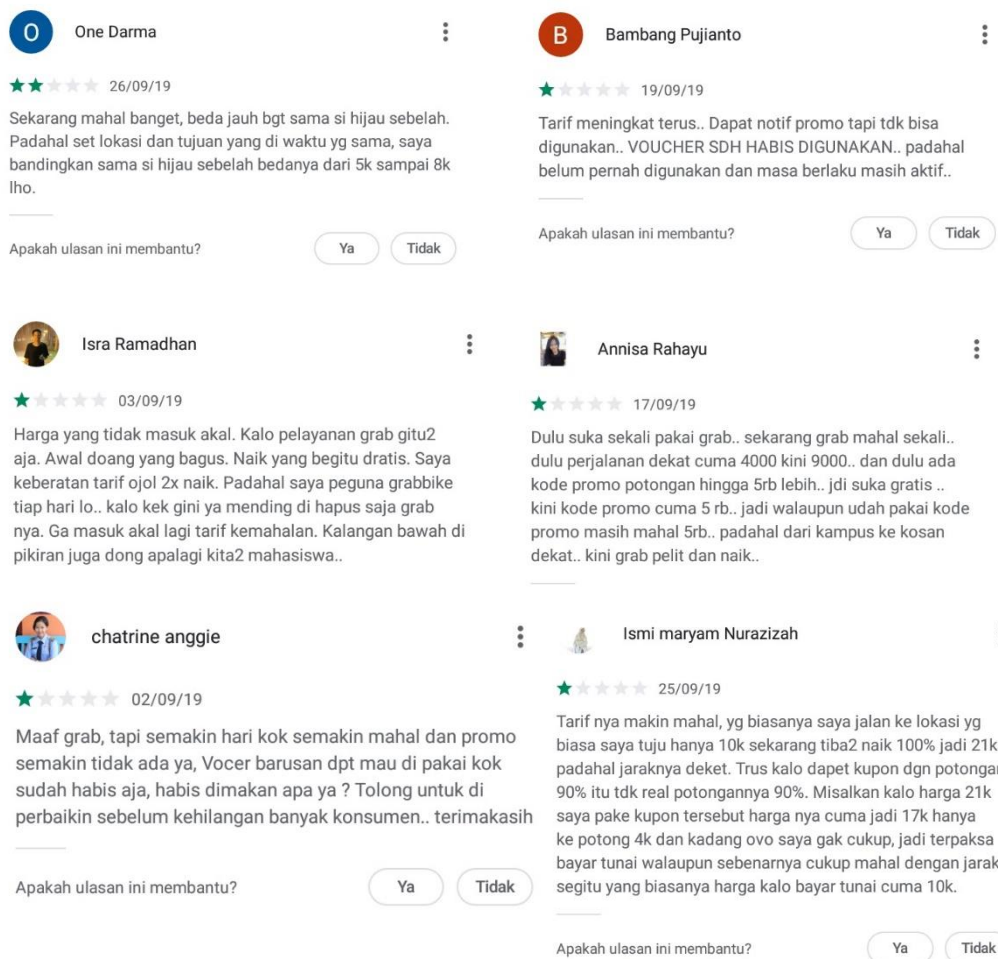 O
One Darma
26/09/19
Sekarang mahal banget, beda jauh bgt sama si hijau sebelah.
Padahal set lokasi dan tujuan yang di waktu yg sama, saya
bandingkan sama si hijau sebelah bedanya dari 5k sampai 8k
lho.
Apakah ulasan ini membantu?
Ya
Tidak
B
Bambang Pujianto
19/09/19
Tarif meningkat terus.. Dapat notif promo tapi tdk bisa
digunakan.. VOUCHER SDH HABIS DIGUNAKAN.. padahal
belum pernah digunakan dan masa berlaku masih aktif..
Apakah ulasan ini membantu?
Ya
Tidak
Isra Ramadhan
03/09/19
Harga yang tidak masuk akal. Kalo pelayanan grab gitu2
aja. Awal doang yang bagus. Naik yang begitu dratis. Saya
keberatan tarif ojol 2x naik. Padahal saya peguna grabbike
tiap hari lo.. kalo kek gini ya mending di hapus saja grab
nya. Ga masuk akal lagi tarif kemahalan. Kalangan bawah di
pikiran juga dong apalagi kita2 mahasiswa..
Annisa Rahayu
17/09/19
Dulu suka sekali pakai grab.. sekarang grab mahal sekali..
dulu perjalanan dekat cuma 4000 kini 9000.. dan dulu ada
kode promo potongan hingga 5rb lebih.. jdi suka gratis ..
kini kode promo cuma 5 rb.. jadi walaupun udah pakai kode
promo masih mahal 5rb.. padahal dari kampus ke kosan
dekat.. kini grab pelit dan naik..
chatrine anggie
02/09/19
Maaf grab, tapi semakin hari kok semakin mahal dan promo
semakin tidak ada ya, Vocer barusan dpt mau di pakai kok
sudah habis aja, habis dimakan apa ya ? Tolong untuk di
perbaikin sebelum kehilangan banyak konsumen.. terimakasih
Apakah ulasan ini membantu?
Ya
Tidak
Ismi maryam Nurazizah
25/09/19
Tarif nya makin mahal, yg biasanya saya jalan ke lokasi yg
biasa saya tuju hanya 10k sekarang tiba2 naik 100% jadi 21k
padahal jaraknya deket. Trus kalo dapet kupon dgn potongan
90% itu tdk real potongannya 90%. Misalkan kalo harga 21k
saya pake kupon tersebut harga nya cuma jadi 17k hanya
ke potong 4k dan kadang ovo saya gak cukup, jadi terpaksa
bayar tunai walaupun sebenarnya cukup mahal dengan jarak
segitu yang biasanya harga kalo bayar tunai cuma 10k.
Apakah ulasan ini membantu?
Ya
Tidak